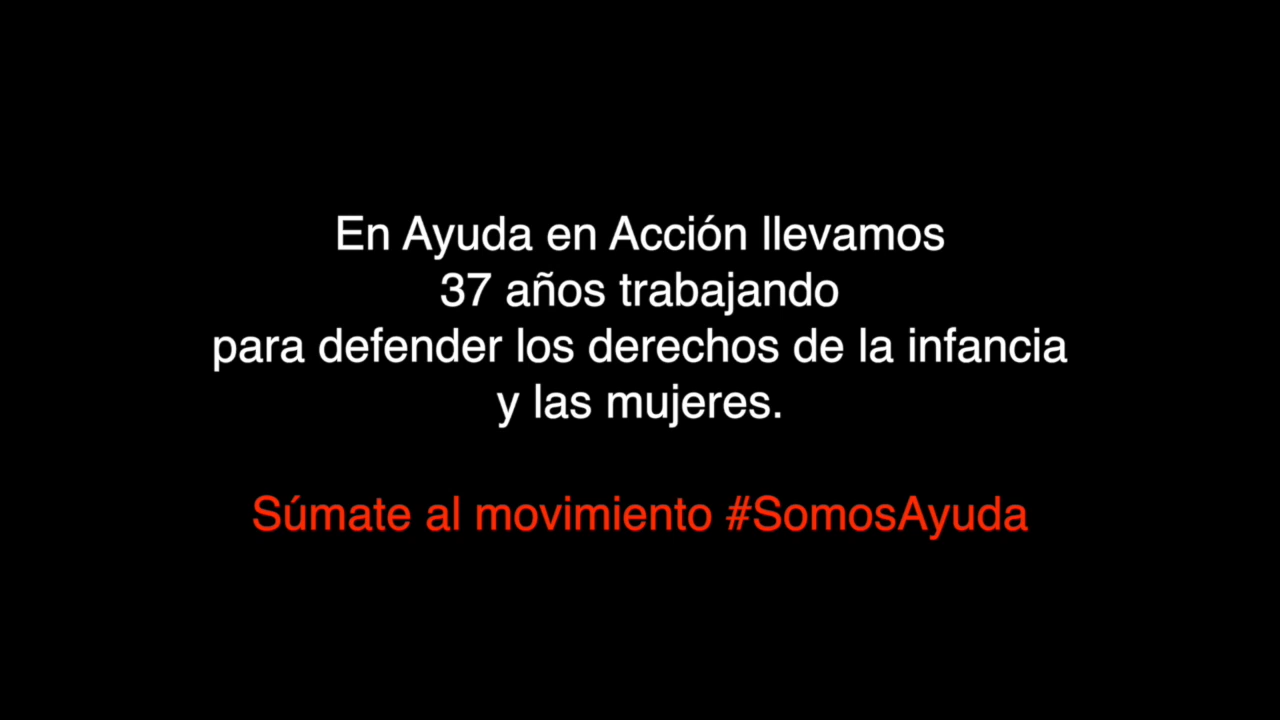 En Ayuda en Acción llevamos
37 años trabajando
para defender los derechos de la infancia
y las mujeres.
Súmate al movimiento #SomosAyuda